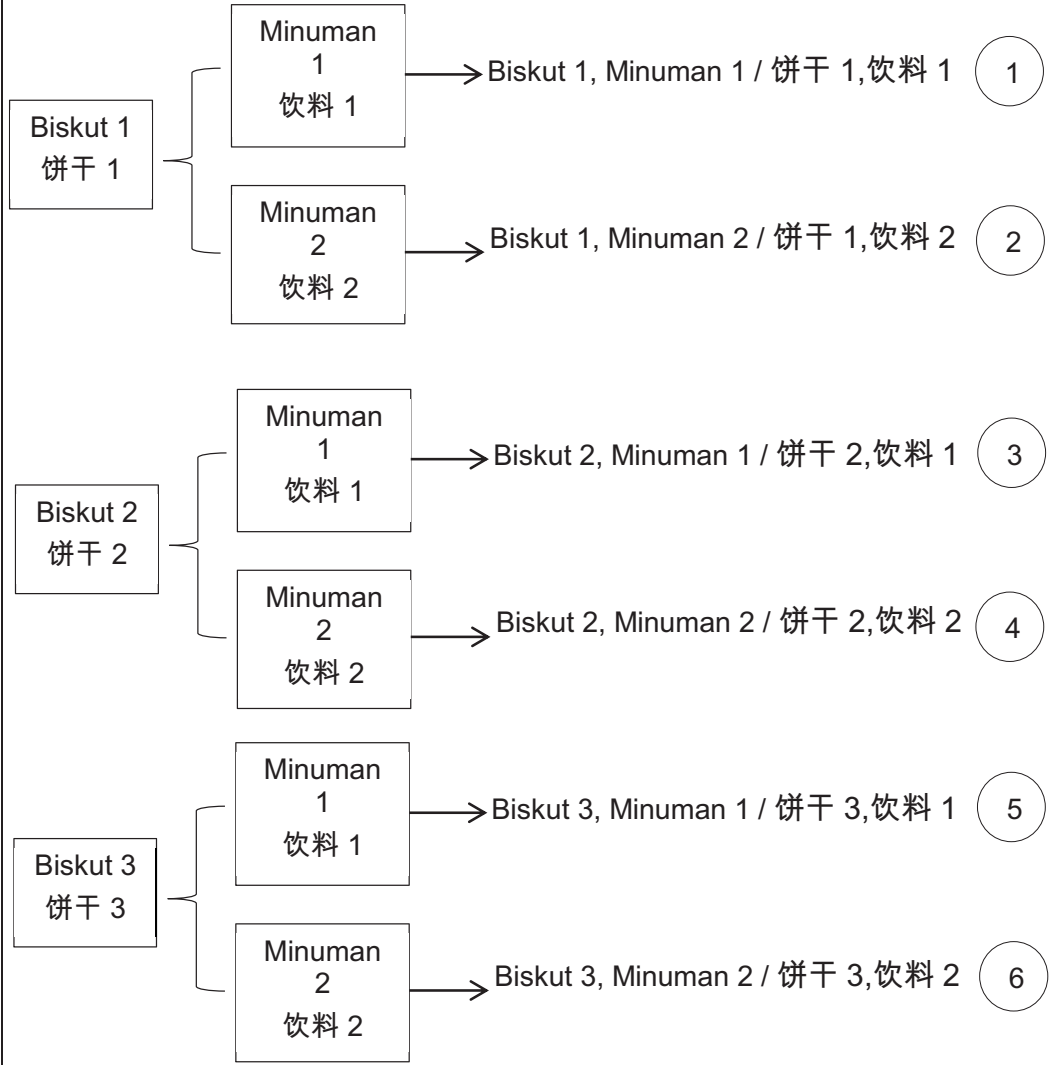 Biskut 1
饼干 1
Minuman
1
饮料 1
Biskut 1, Minuman 1 / 饼干 1,饮料 1
1
Minuman
2
饮料 2
Biskut 1, Minuman 2 / 饼干 1,饮料 2
2
Biskut 2
饼干 2
Minuman
1
饮料 1
Biskut 2, Minuman 1 / 饼干 2,饮料 1
3
Minuman
2
饮料 2
Biskut 2, Minuman 2 / 饼干 2,饮料 2
4
Biskut 3
饼干 3
Minuman
1
饮料 1
Biskut 3, Minuman 1 / 饼干 3,饮料 1
5
Minuman
2
饮料 2
Biskut 3, Minuman 2 / 饼干 3,饮料 2
6